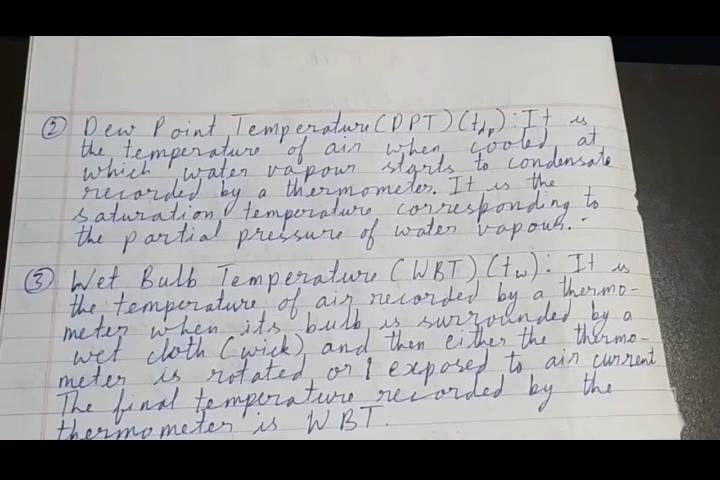 ② Dew Point Temperature (DPT) (tdp): It is
the temperature of air when cooled at
which water vapour starts to condensate
recorded by a thermometer. It is the
saturation temperature corresponding to
the partial pressure of water vapour.
③ Wet Bulb Temperature (WBT) (tw): It is
the temperature of air recorded by a thermo-
meter when its bulb is surrounded by a
wet cloth (wick) and then either the thermo-
meter is rotated or exposed to air current
The final temperature recorded by the
thermometer is WBT.